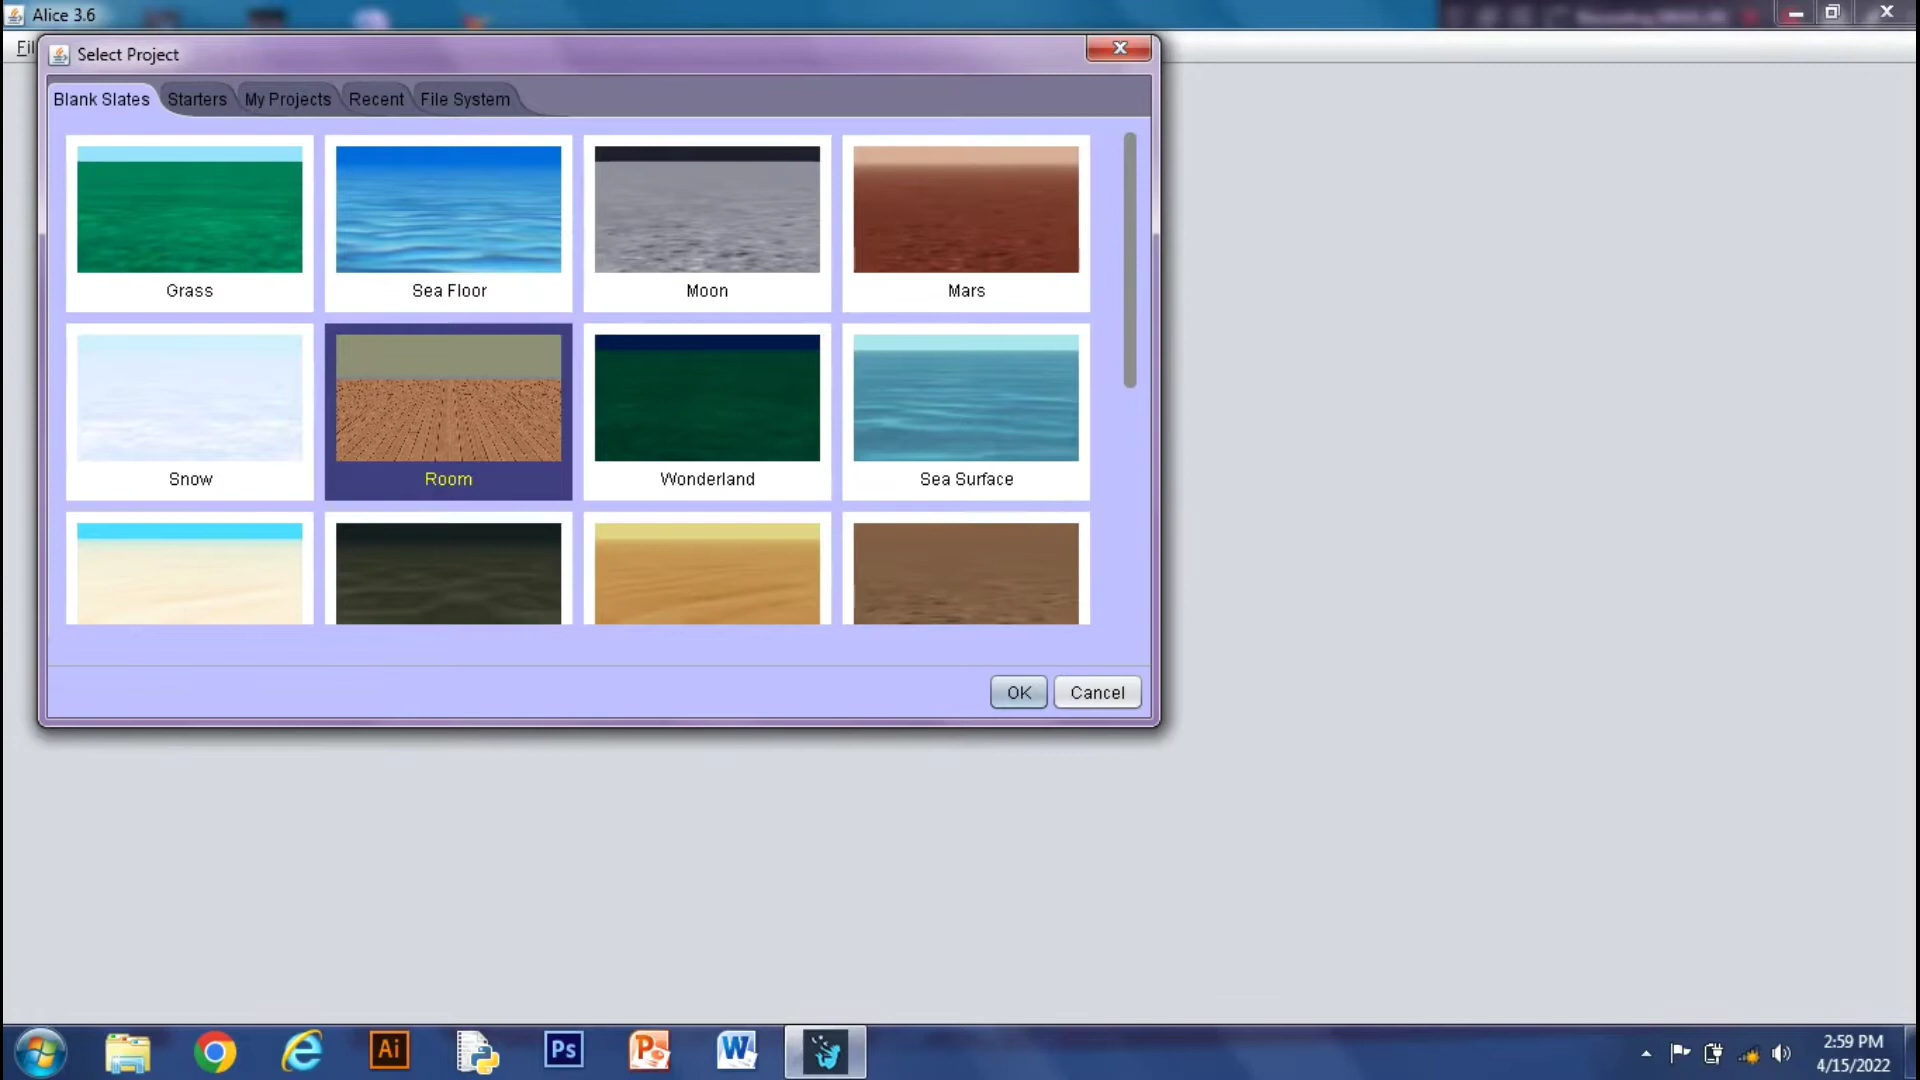 Alice 3.6
Fil
Select Project
Blank Slates Starters My Projects Recent File System
Grass Sea Floor Moon Mars
Snow Room Wonderland Sea Surface
OK Cancel
Ai Ps P W
2:59 PM
4/15/2022